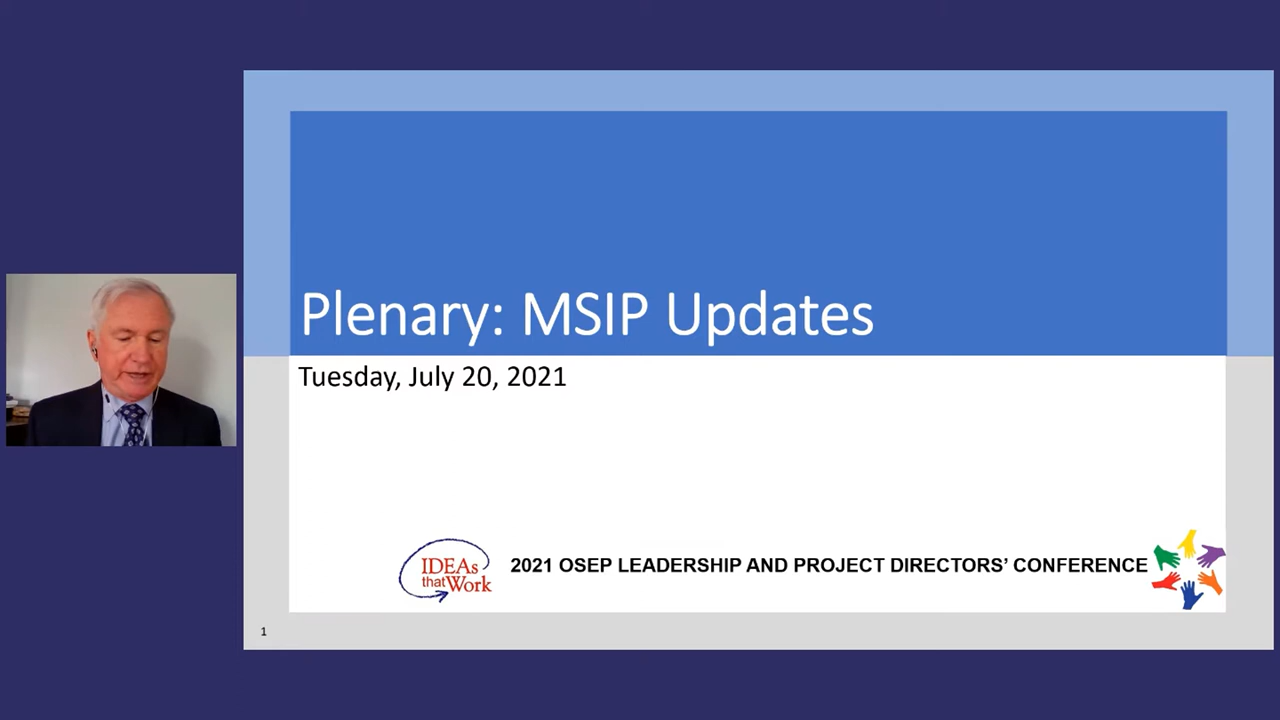 Plenary: MSIP Updates
Tuesday, July 20, 2021
IDEAs
that Work
2021 OSEP LEADERSHIP AND PROJECT DIRECTORS’ CONFERENCE
1